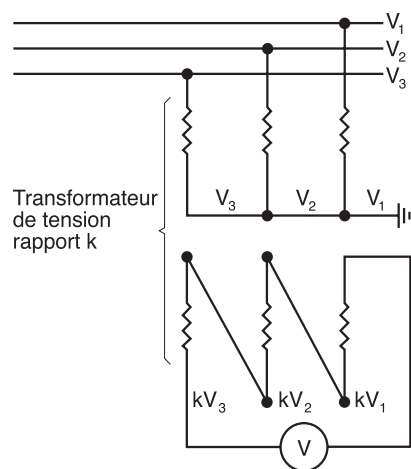 V1
V2
V3
Transformateur
de tension
rapport k
V3 V2 V1
kV3 kV2 kV1
V